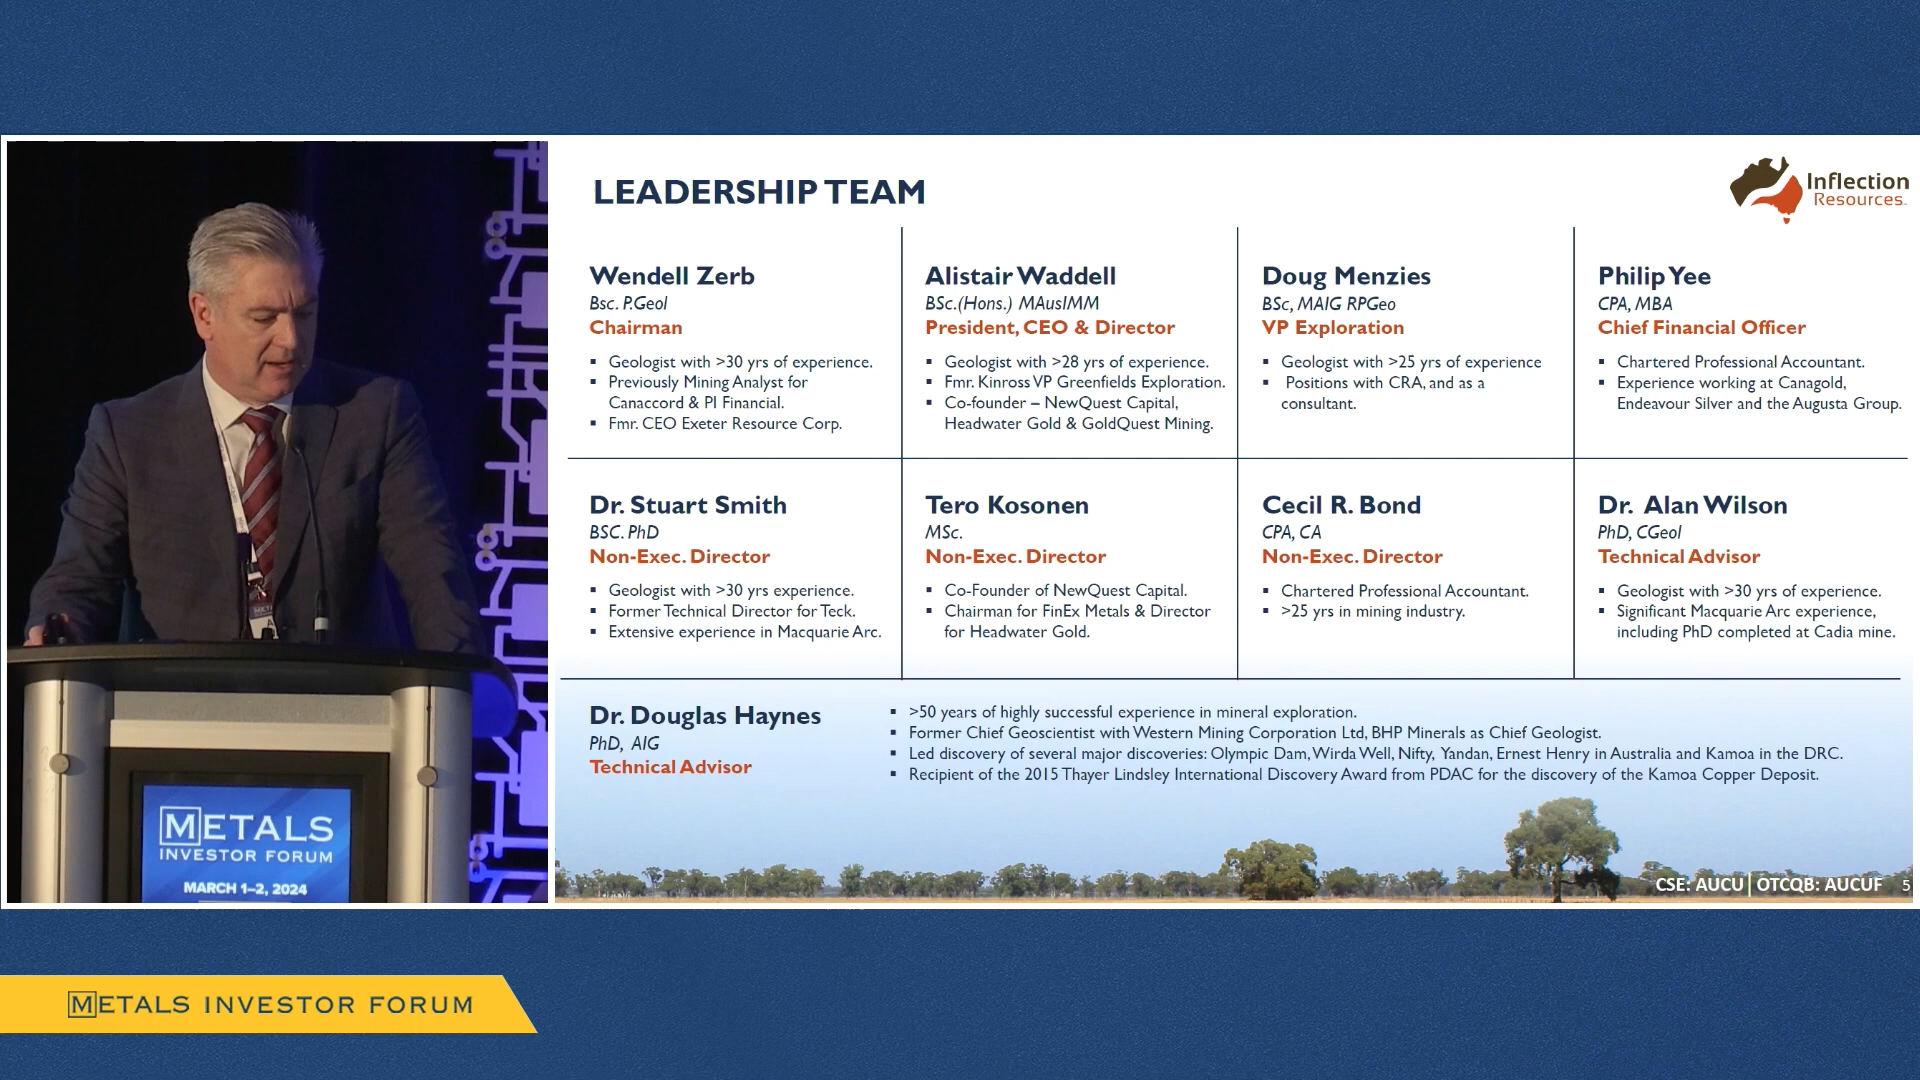 LEADERSHIP TEAM
Inflection
Resources
Wendell Zerb
Bsc. P.Geol
Chairman
▪ Geologist with >30 yrs of experience.
▪ Previously Mining Analyst for
Canaccord & PI Financial.
▪ Fmr. CEO Exeter Resource Corp.
Alistair Waddell
BSc.(Hons.) MAusIMM
President, CEO & Director
▪ Geologist with >28 yrs of experience.
▪ Fmr. Kinross VP Greenfields Exploration.
▪ Co-founder – NewQuest Capital,
Headwater Gold & GoldQuest Mining.
Doug Menzies
BSc, MAIG RPGeo
VP Exploration
▪ Geologist with >25 yrs of experience
▪ Positions with CRA, and as a
consultant.
Philip Yee
CPA, MBA
Chief Financial Officer
▪ Chartered Professional Accountant.
▪ Experience working at Canagold,
Endeavour Silver and the Augusta Group.
Dr. Stuart Smith
BSC. PhD
Non-Exec. Director
▪ Geologist with >30 yrs experience.
▪ Former Technical Director for Teck.
▪ Extensive experience in Macquarie Arc.
Tero Kosonen
MSc.
Non-Exec. Director
▪ Co-Founder of NewQuest Capital.
▪ Chairman for FinEx Metals & Director
for Headwater Gold.
Cecil R. Bond
CPA, CA
Non-Exec. Director
▪ Chartered Professional Accountant.
▪ >25 yrs in mining industry.
Dr. Alan Wilson
PhD, CGeol
Technical Advisor
▪ Geologist with >30 yrs of experience.
▪ Significant Macquarie Arc experience,
including PhD completed at Cadia mine.
Dr. Douglas Haynes
PhD, AIG
Technical Advisor
▪ >50 years of highly successful experience in mineral exploration.
▪ Former Chief Geoscientist with Western Mining Corporation Ltd, BHP Minerals as Chief Geologist.
▪ Led discovery of several major discoveries: Olympic Dam, Wirda Well, Nifty, Yandan, Ernest Henry in Australia and Kamoa in the DRC.
▪ Recipient of the 2015 Thayer Lindsley International Discovery Award from PDAC for the discovery of the Kamoa Copper Deposit.
CSE: AUCU | OTCQB: AUCUF 5
METALS
INVESTOR FORUM
MARCH 1–2, 2024
METALS INVESTOR FORUM